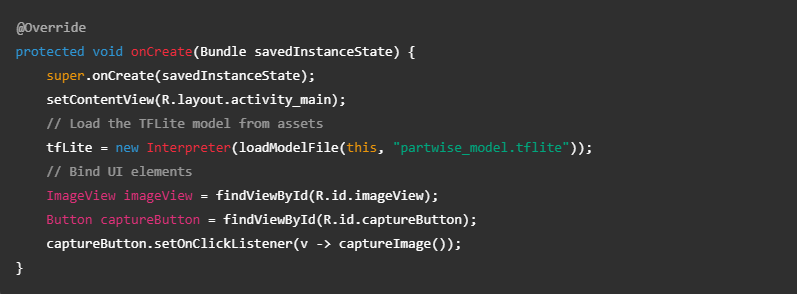 @Override
protected void onCreate(Bundle savedInstanceState) {
    super.onCreate(savedInstanceState);
    setContentView(R.layout.activity_main);
    // Load the TFLite model from assets
    tfLite = new Interpreter(loadModelFile(this, "partwise_model.tflite"));
    // Bind UI elements
    ImageView imageView = findViewById(R.id.imageView);
    Button captureButton = findViewById(R.id.captureButton);
    captureButton.setOnClickListener(v -> captureImage());
}